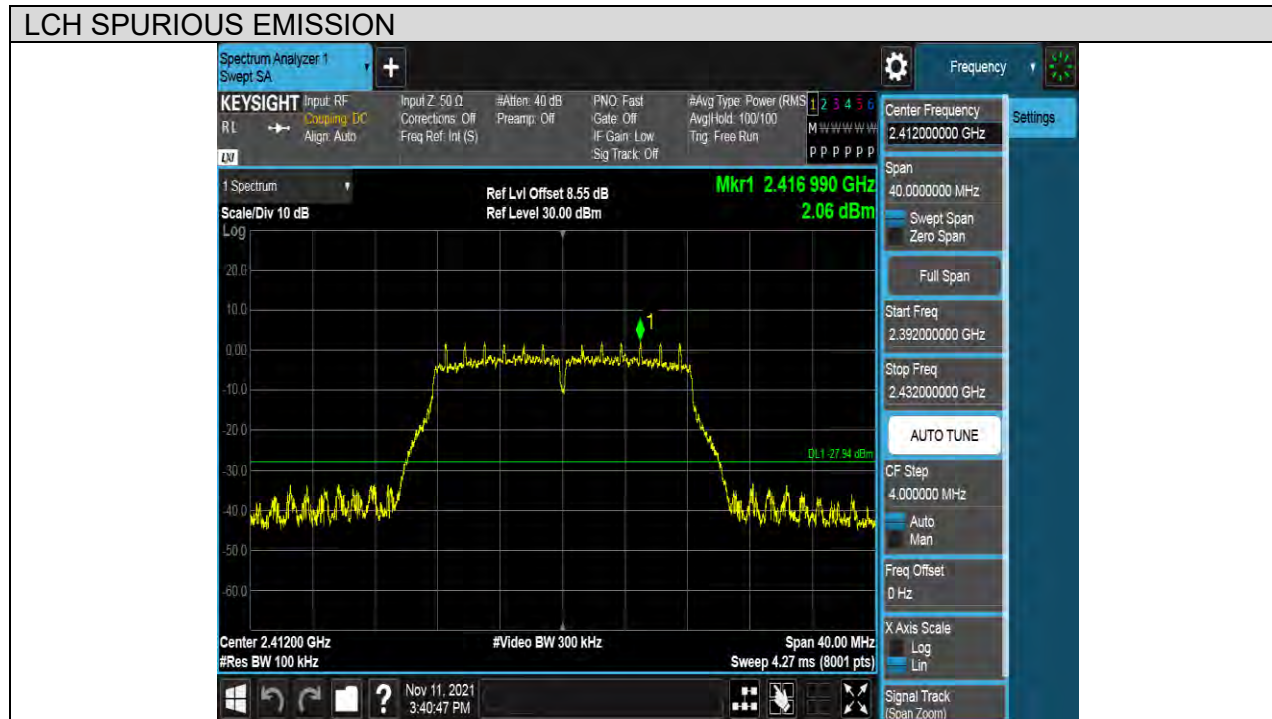 LCH SPURIOUS EMISSION
Spectrum Analyzer 1
Swept SA
+
Frequency
KEYSIGHT
RL
LXI
Input: RF
Coupling: DC
Align: Auto
Input Z: 50 Ω
Corrections: Off
Freq Ref: Int (S)
#Atten: 40 dB
Preamp: Off
PNO: Fast
Gate: Off
IF Gain: Low
Sig Track: Off
#Avg Type: Power (RMS
Avg|Hold: 100/100
Trig: Free Run
1 2 3 4 5 6
M W W W W W
P P P P P P
1 Spectrum
Scale/Div 10 dB
Log
Ref Lvl Offset 8.55 dB
Ref Level 30.00 dBm
Mkr1 2.416 990 GHz
2.06 dBm
20.0
10.0
0.00
-10.0
-20.0
-30.0
-40.0
-50.0
-60.0
1
DL1 -27.94 dBm
Center 2.41200 GHz
#Res BW 100 kHz
#Video BW 300 kHz
Span 40.00 MHz
Sweep 4.27 ms (8001 pts)
?
Nov 11, 2021
3:40:47 PM
Center Frequency
2.412000000 GHz
Settings
Span
40.0000000 MHz
Swept Span
Zero Span
Full Span
Start Freq
2.392000000 GHz
Stop Freq
2.432000000 GHz
AUTO TUNE
CF Step
4.000000 MHz
Auto
Man
Freq Offset
0 Hz
X Axis Scale
Log
Lin
Signal Track
(Span Zoom)